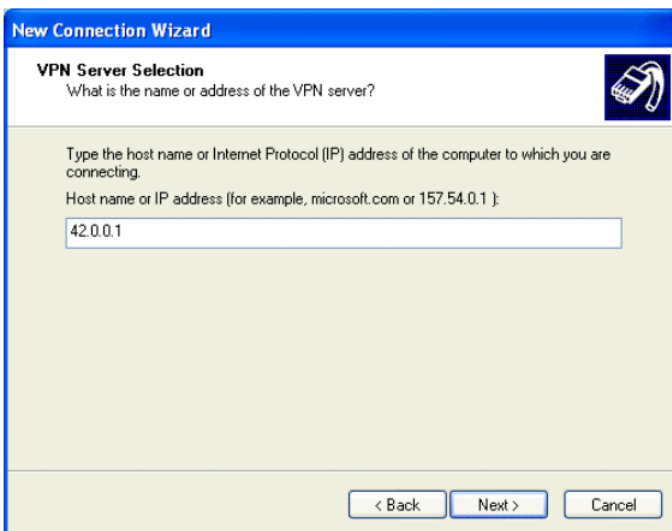 New Connection Wizard
VPN Server Selection
What is the name or address of the VPN server?
Type the host name or Internet Protocol (IP) address of the computer to which you are
connecting.
Host name or IP address (for example, microsoft.com or 157.54.0.1 ):
42.0.0.1
< Back Next > Cancel